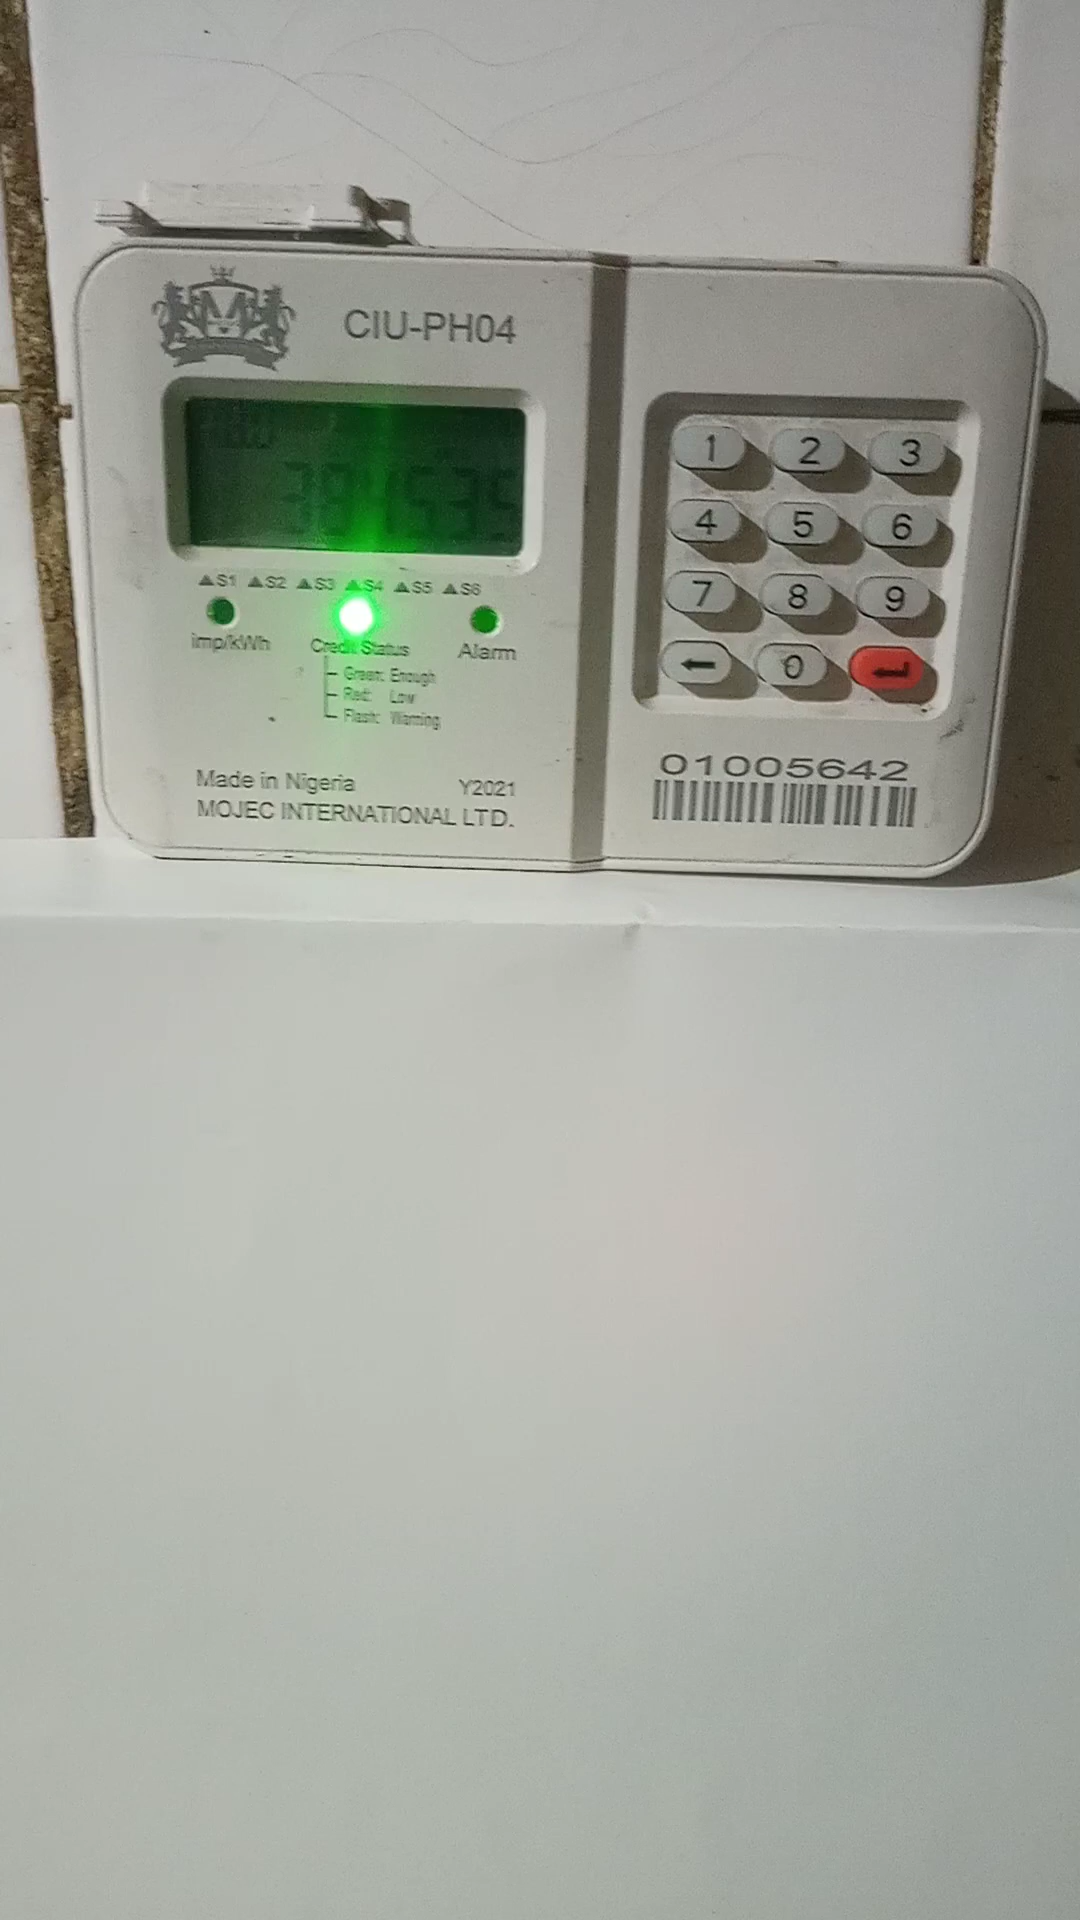 CIU-PH04
S1 S2 S3 S4 S5 S6
imp/kWh
Credit Status
Alarm
Green: Enough
Red: Low
Flash: Warning
Made in Nigeria Y2021
MOJEC INTERNATIONAL LTD.
1 2 3
4 5 6
7 8 9
0
01005642